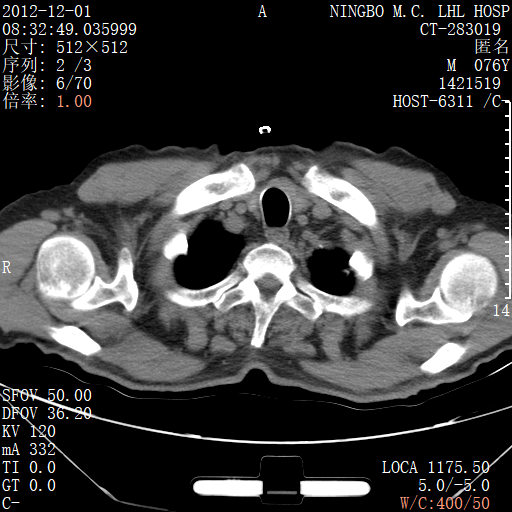 2012-12-01
A
NINGBO M.C. LHL HOSP
08:32:49.035999
CT-283019
尺寸: 512×512
匿名
序列: 2 /3
M 076Y
影像: 6/70
1421519
倍率: 1.00
HOST-6311 /C-
R
14
SFOV 50.00
DFOV 36.20
KV 120
mA 332
TI 0.0
LOCA 1175.50
GT 0.0
5.0/-5.0
C-
W/C:400/50